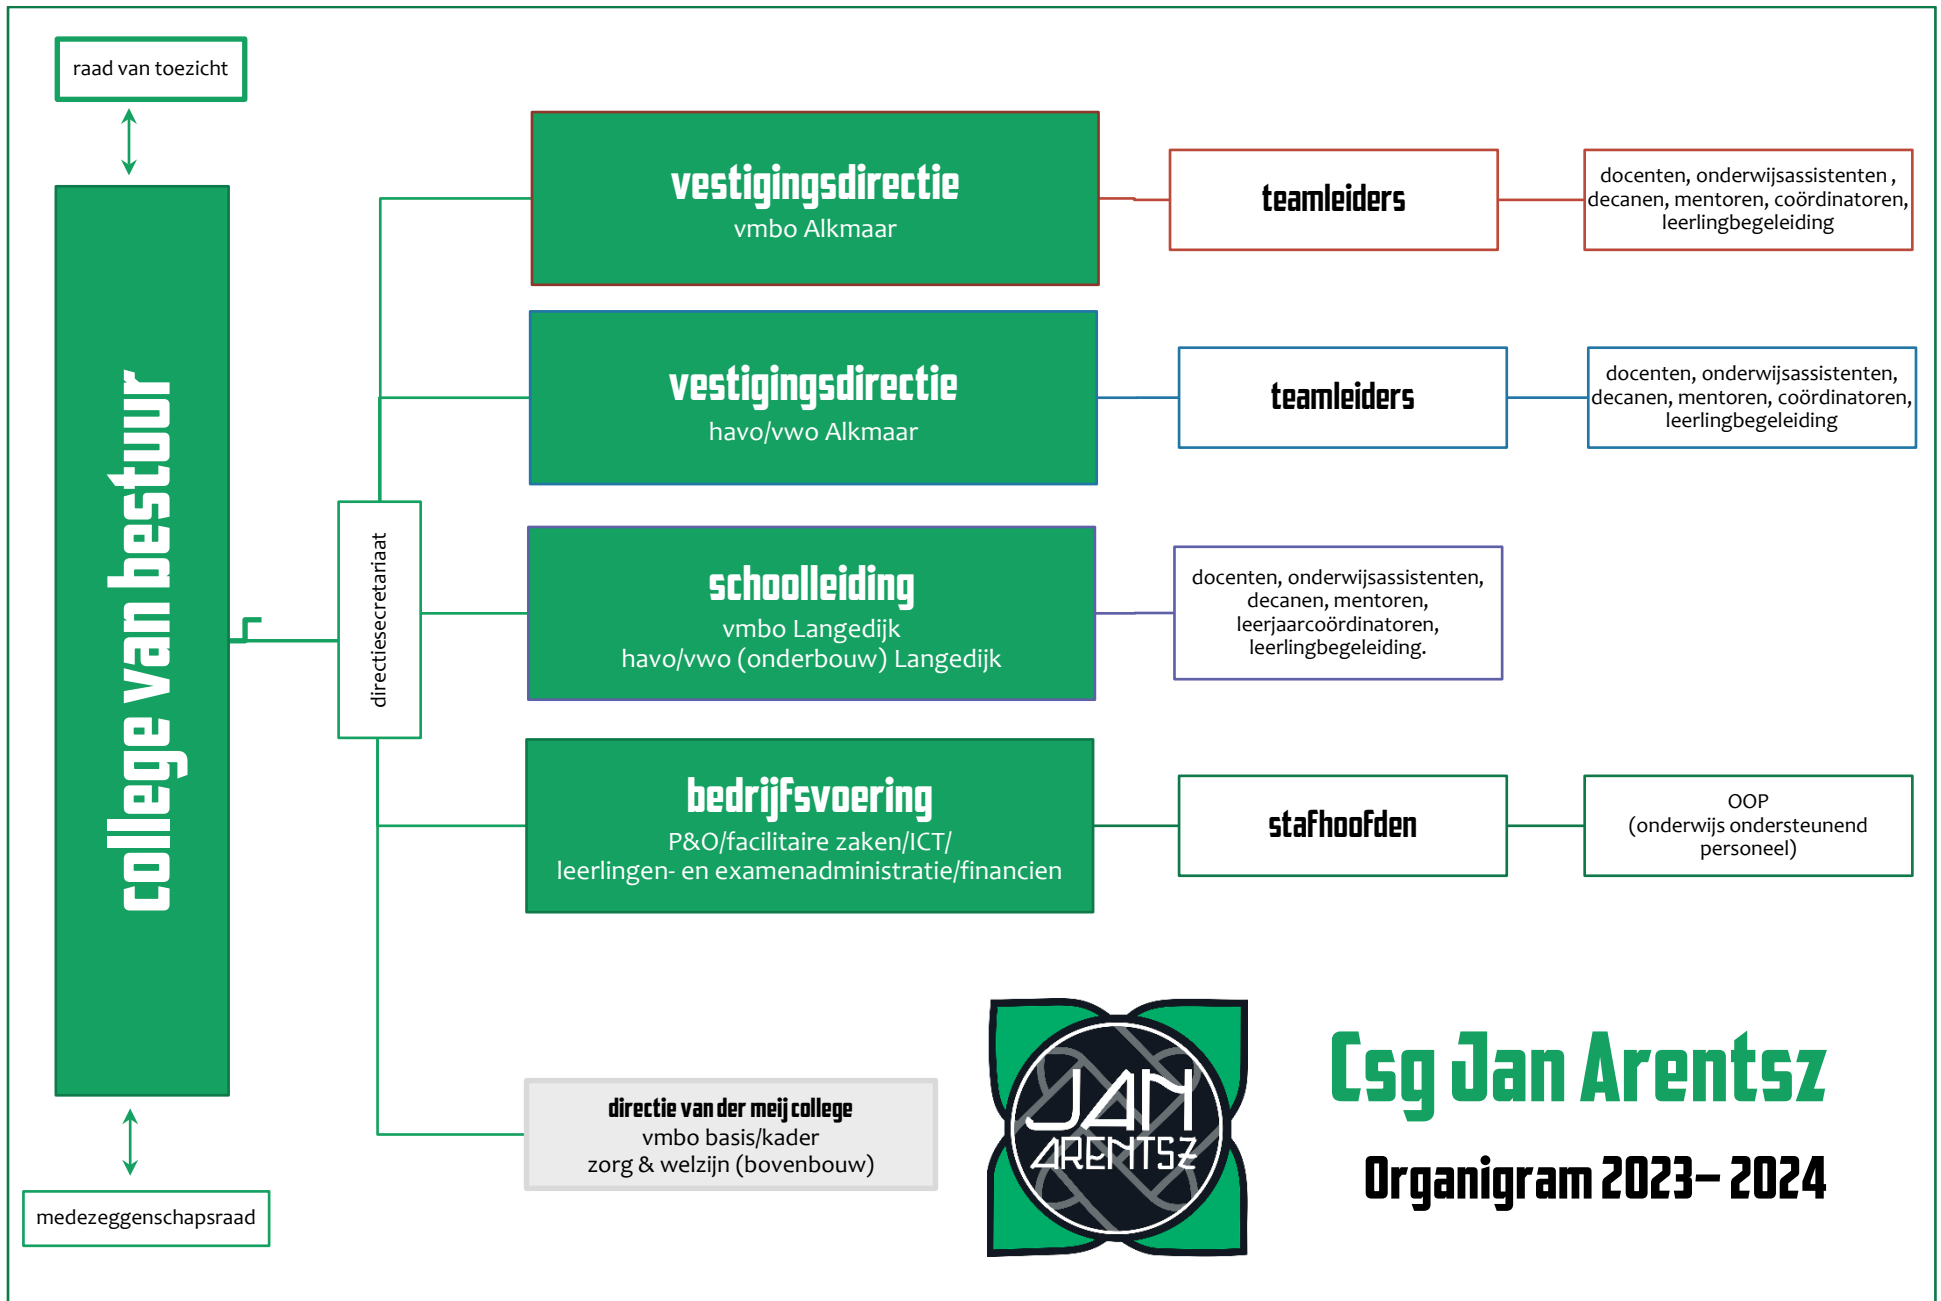 raad van toezicht
college van bestuur
medezeggenschapsraad
directiesecretariaat
vestigingsdirectie
vmbo Alkmaar
teamleiders
docenten, onderwijsassistenten ,
decanen, mentoren, coördinatoren,
leerlingbegeleiding
vestigingsdirectie
havo/vwo Alkmaar
teamleiders
docenten, onderwijsassistenten,
decanen, mentoren, coördinatoren,
leerlingbegeleiding
schoolleiding
vmbo Langedijk
havo/vwo (onderbouw) Langedijk
docenten, onderwijsassistenten,
decanen, mentoren,
leerjaarcoördinatoren,
leerlingbegeleiding.
bedrijfsvoering
P&O/facilitaire zaken/ICT/
leerlingen- en examenadministratie/financien
stafhoofden
OOP
(onderwijs ondersteunend
personeel)
directie van der meij college
vmbo basis/kader
zorg & welzijn (bovenbouw)
JAN
ARENTSZ
Csg Jan Arentsz
Organigram 2023– 2024